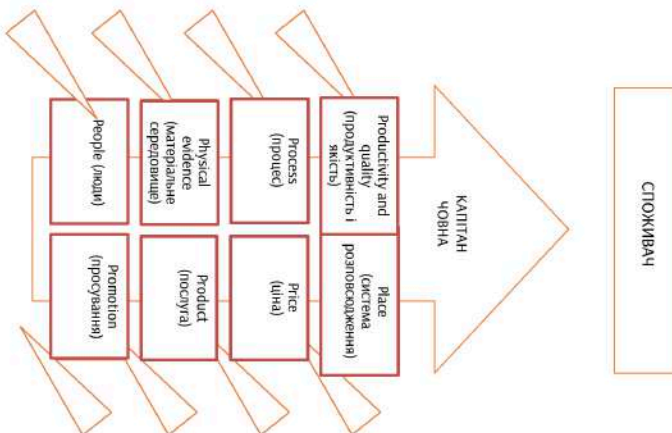 СПОЖИВАЧ
КАПІТАН
ЧОВНА
Productivity and
quality
(продуктивність і
якість)
Place
(система
розповсюдження)
Process
(процес)
Price
(ціна)
Physical
evidence
(матеріальне
середовище)
Product
(послуга)
People (люди)
Promotion
(просування)